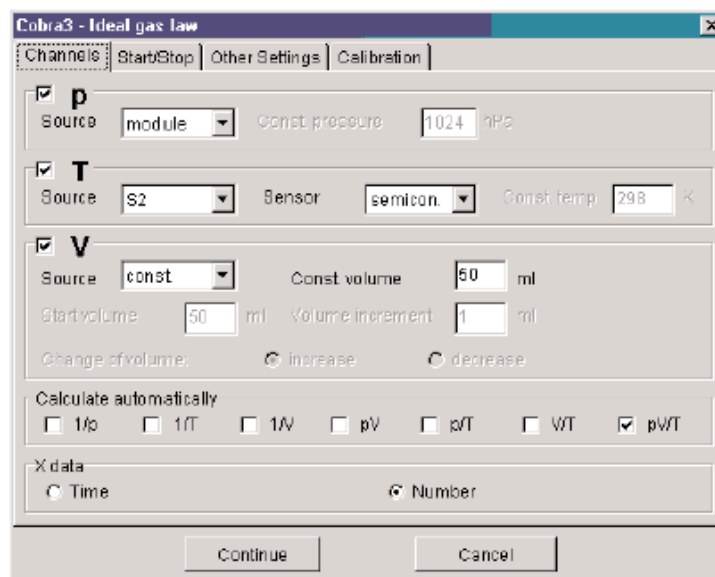 Cobra3 - Ideal gas law
Channels Start/Stop Other Settings Calibration
p
Source module Const. pressure 1024 hPa
T
Source S2 Sensor semicon. Const. temp 298 K
V
Source const. Const volume 50 ml
Start volume 50 ml Volume increment 1 ml
Change of volume: increase decrease
Calculate automatically
1/p 1/T 1/V pV p/T V/T pV/T
X data
Time Number
Continue Cancel